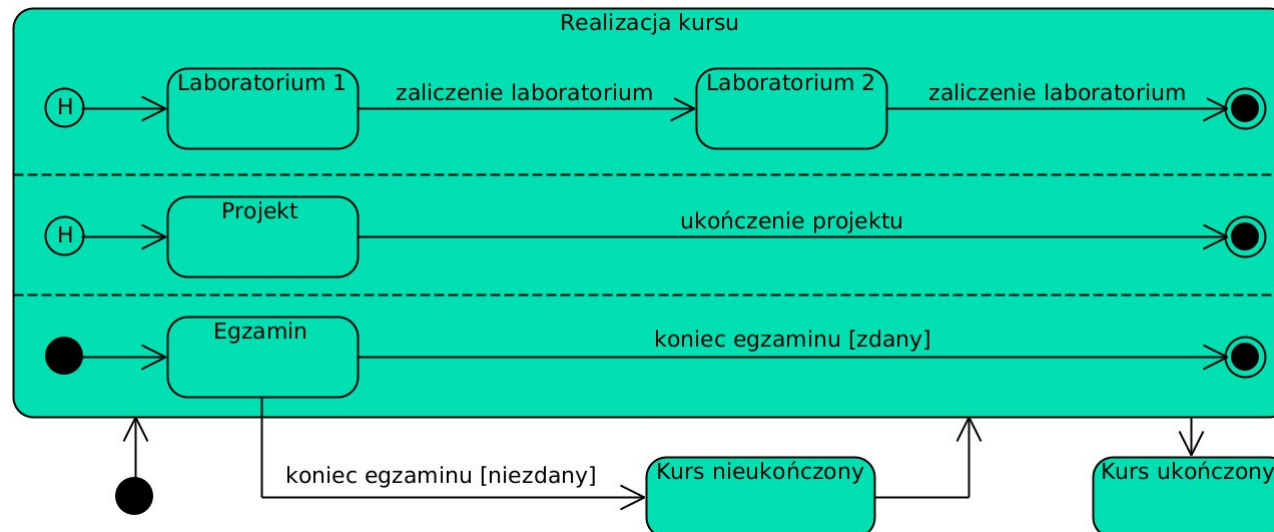 Realizacja kursu
H
Laboratorium 1
zaliczenie laboratorium
Laboratorium 2
zaliczenie laboratorium
H
Projekt
ukończenie projektu
Egzamin
koniec egzaminu [zdany]
koniec egzaminu [niezdany]
Kurs nieukończony
Kurs ukończony